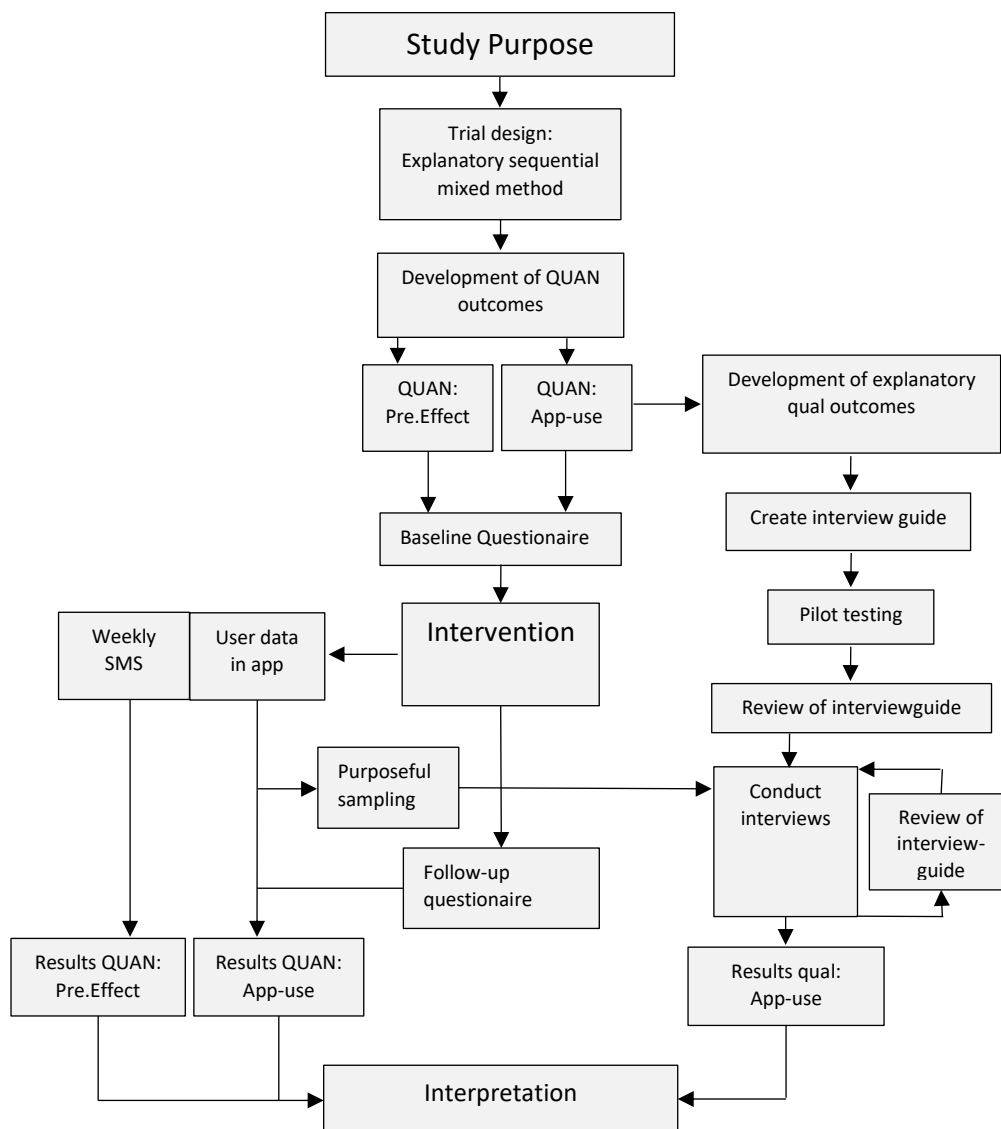 Study Purpose
Trial design:
Explanatory sequential
mixed method
Development of QUAN
outcomes
QUAN:
Pre.Effect
QUAN:
App-use
Development of explanatory
qual outcomes
Baseline Questionaire
Create interview guide
Intervention
Weekly
SMS
User data
in app
Pilot testing
Review of interviewguide
Purposeful
sampling
Conduct
interviews
Review of
interview-
guide
Follow-up
questionaire
Results QUAN:
Pre.Effect
Results QUAN:
App-use
Results qual:
App-use
Interpretation